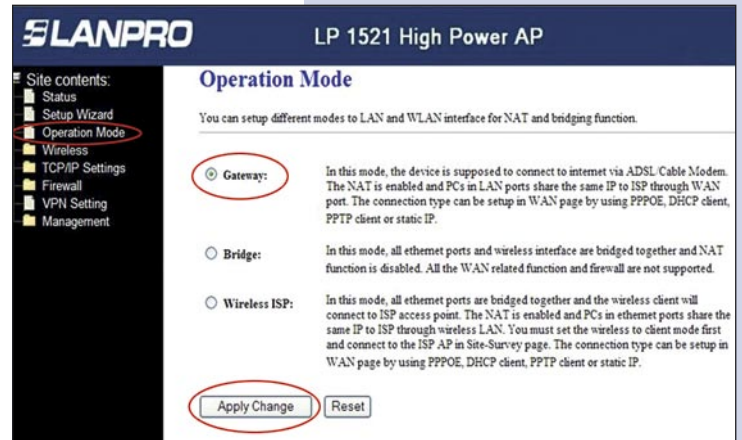 LANPRO
LP 1521 High Power AP
Site contents:
Status
Setup Wizard
Operation Mode
Wireless
TCP/IP Settings
Firewall
VPN Setting
Management
Operation Mode
You can setup different modes to LAN and WLAN interface for NAT and bridging function.
Gateway:
In this mode, the device is supposed to connect to internet via ADSL/Cable Modem.
The NAT is enabled and PCs in LAN ports share the same IP to ISP through WAN
port. The connection type can be setup in WAN page by using PPPOE, DHCP client,
PPTP client or static IP.
Bridge:
In this mode, all ethernet ports and wireless interface are bridged together and NAT
function is disabled. All the WAN related function and firewall are not supported.
Wireless ISP:
In this mode, all ethernet ports are bridged together and the wireless client will
connect to ISP access point. The NAT is enabled and PCs in ethernet ports share the
same IP to ISP through wireless LAN. You must set the wireless to client mode first
and connect to the ISP AP in Site-Survey page. The connection type can be setup in
WAN page by using PPPOE, DHCP client, PPTP client or static IP.
Apply Change
Reset